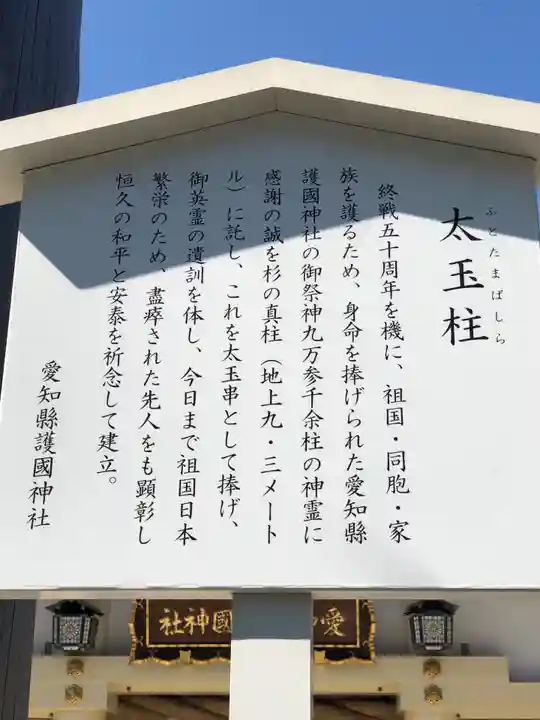 太玉柱
ふとたまばしら
終戦五十周年を機に、祖国・同胞・家
族を護るため、身命を捧げられた愛知縣
護國神社の御祭神九万参千余柱の神霊に
感謝の誠を杉の真柱（地上九・三メート
ル）に託し、これを太玉串として捧げ、
御英霊の遺訓を体し、今日まで祖国日本
繁栄のため、盡瘁された先人をも顕彰し
恒久の和平と安泰を祈念して建立。
愛知縣護國神社
愛知 國神社